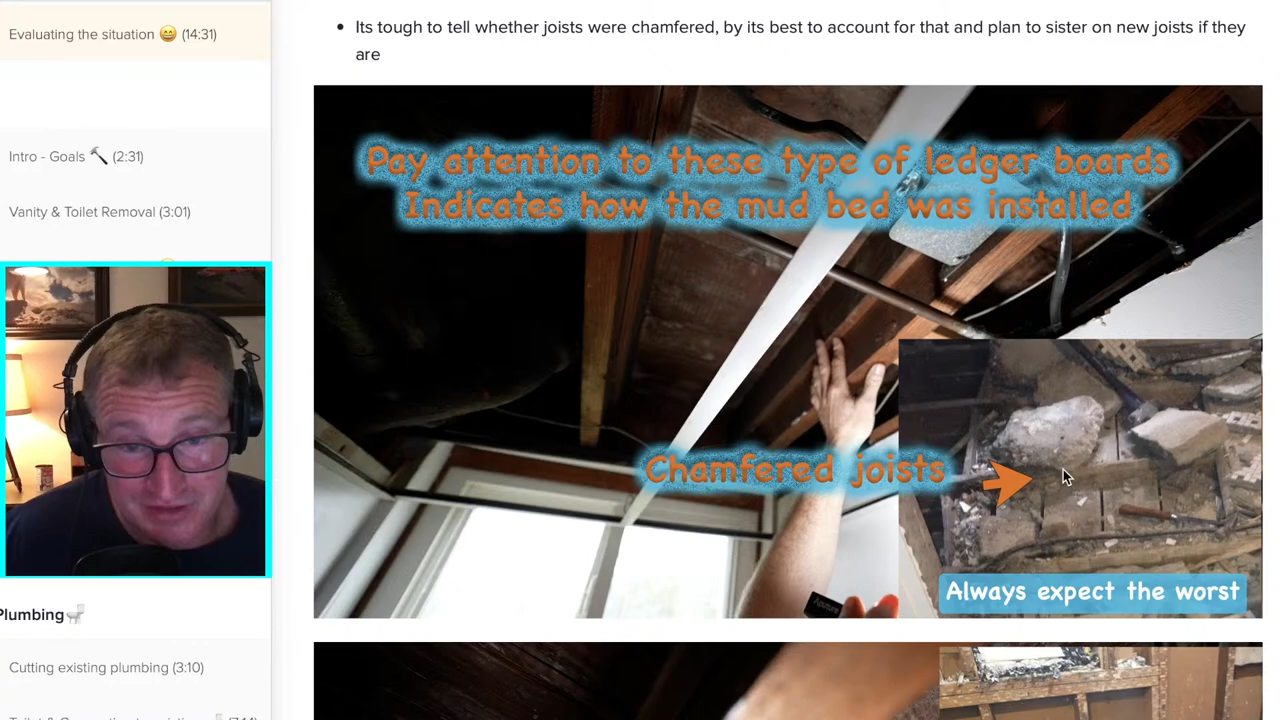 Evaluating the situation 😄 (14:31)
Intro - Goals 🔨 (2:31)
Vanity & Toilet Removal (3:01)
Plumbing🚽
Cutting existing plumbing (3:10)
Its tough to tell whether joists were chamfered, by its best to account for that and plan to sister on new joists if they
are
Pay attention to these type of ledger boards
Indicates how the mud bed was installed
Chamfered joists
Always expect the worst